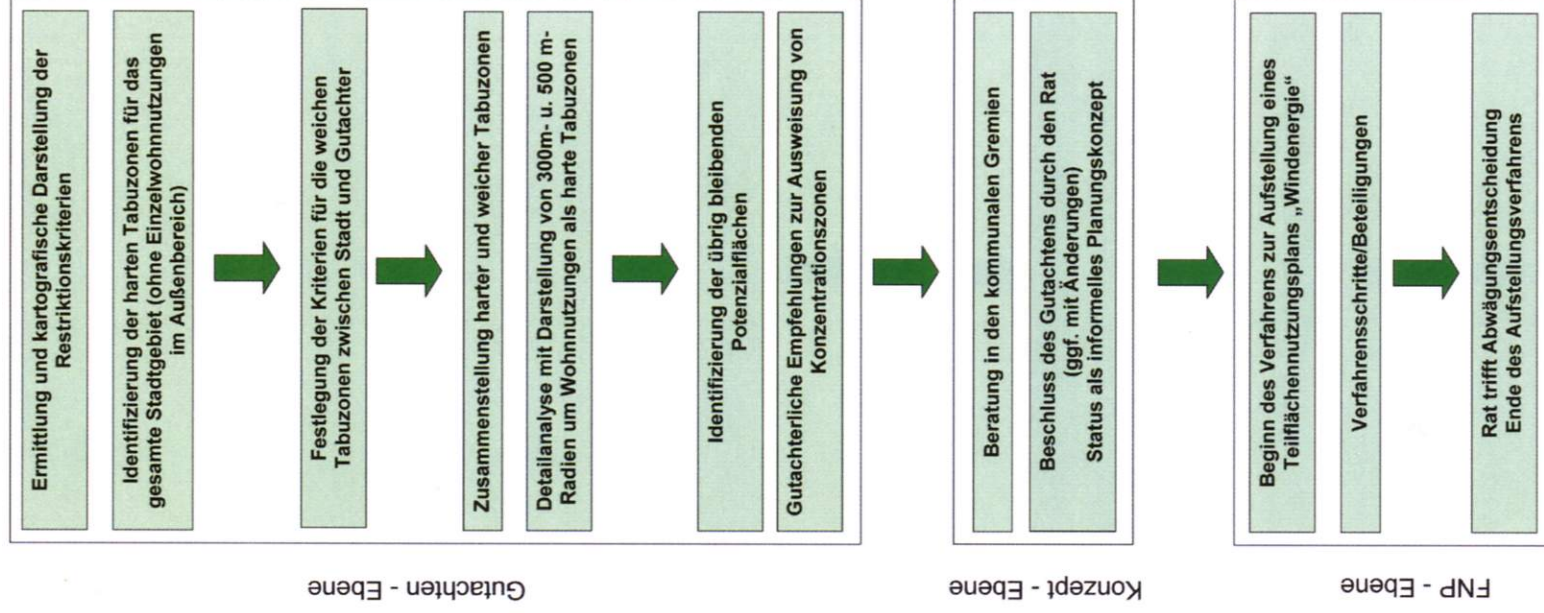 Gutachten - Ebene
Ermittlung und kartografische Darstellung der
Restriktionskriterien
Identifizierung der harten Tabuzonen für das
gesamte Stadtgebiet (ohne Einzelwohnnutzungen
im Außenbereich)
Festlegung der Kriterien für die weichen
Tabuzonen zwischen Stadt und Gutachter
Zusammenstellung harter und weicher Tabuzonen
Detailanalyse mit Darstellung von 300m- u. 500 m-
Radien um Wohnnutzungen als harte Tabuzonen
Identifizierung der übrig bleibenden
Potenzialflächen
Gutachterliche Empfehlungen zur Ausweisung von
Konzentrationszonen
Konzept - Ebene
Beratung in den kommunalen Gremien
Beschluss des Gutachtens durch den Rat
(ggf. mit Änderungen)
Status als informelles Planungskonzept
FNP - Ebene
Beginn des Verfahrens zur Aufstellung eines
Teilflächennutzungsplans „Windenergie“
Verfahrensschritte/Beteiligungen
Rat trifft Abwägungsentscheidung
Ende des Aufstellungsverfahrens